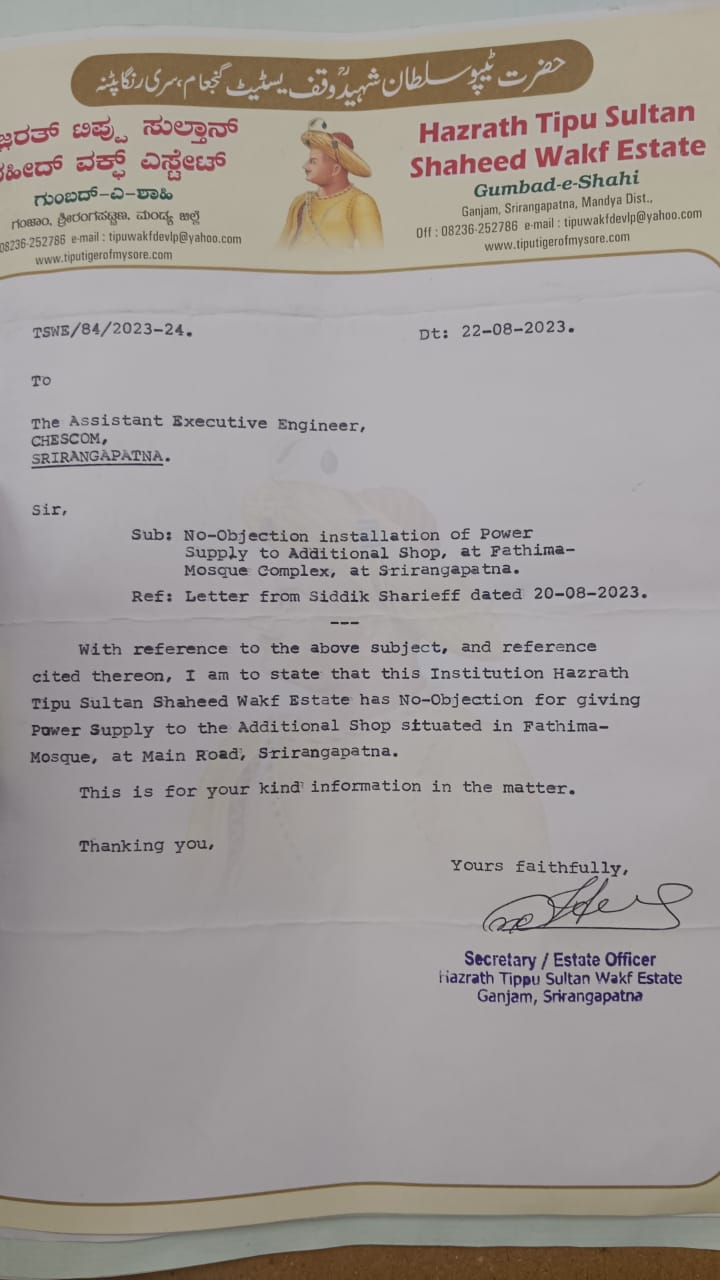 حضرت ٹیپو سلطان شہیدؒ وقف یسٹیٹ گنجام، سری رنگا پٹنہ
ಟಿಪ್ಪು ಸುಲ್ತಾನ್
ವಕ್ಫ್ ಎಸ್ಟೇಟ್
ಗುಂಬದ್-ಎ-ಶಾಹಿ
ಗಂಜಾಂ, ಶ್ರೀರಂಗಪಟ್ಟಣ, ಮಂಡ್ಯ ಜಿಲ್ಲೆ
08236-252786 e-mail : tipuwakfdevlp@yahoo.com
www.tiputigerofmysore.com
Hazrath Tipu Sultan
Shaheed Wakf Estate
Gumbad-e-Shahi
Ganjam, Srirangapatna, Mandya Dist.,
Off : 08236-252786 e-mail : tipuwakfdevlp@yahoo.com
www.tiputigerofmysore.com
TSWE/84/2023-24.
Dt: 22-08-2023.
To
The Assistant Executive Engineer,
CHESCOM,
SRIRANGAPATNA.
Sir,
Sub: No-Objection installation of Power
Supply to Additional Shop, at Fathima-
Mosque Complex, at Srirangapatna.
Ref: Letter from Siddik Sharieff dated 20-08-2023.
---
With reference to the above subject, and reference
cited thereon, I am to state that this Institution Hazrath
Tipu Sultan Shaheed Wakf Estate has No-Objection for giving
Power Supply to the Additional Shop situated in Fathima-
Mosque, at Main Road, Srirangapatna.
This is for your kind information in the matter.
Thanking you,
Yours faithfully,
Secretary / Estate Officer
Hazrath Tippu Sultan Wakf Estate
Ganjam, Srirangapatna